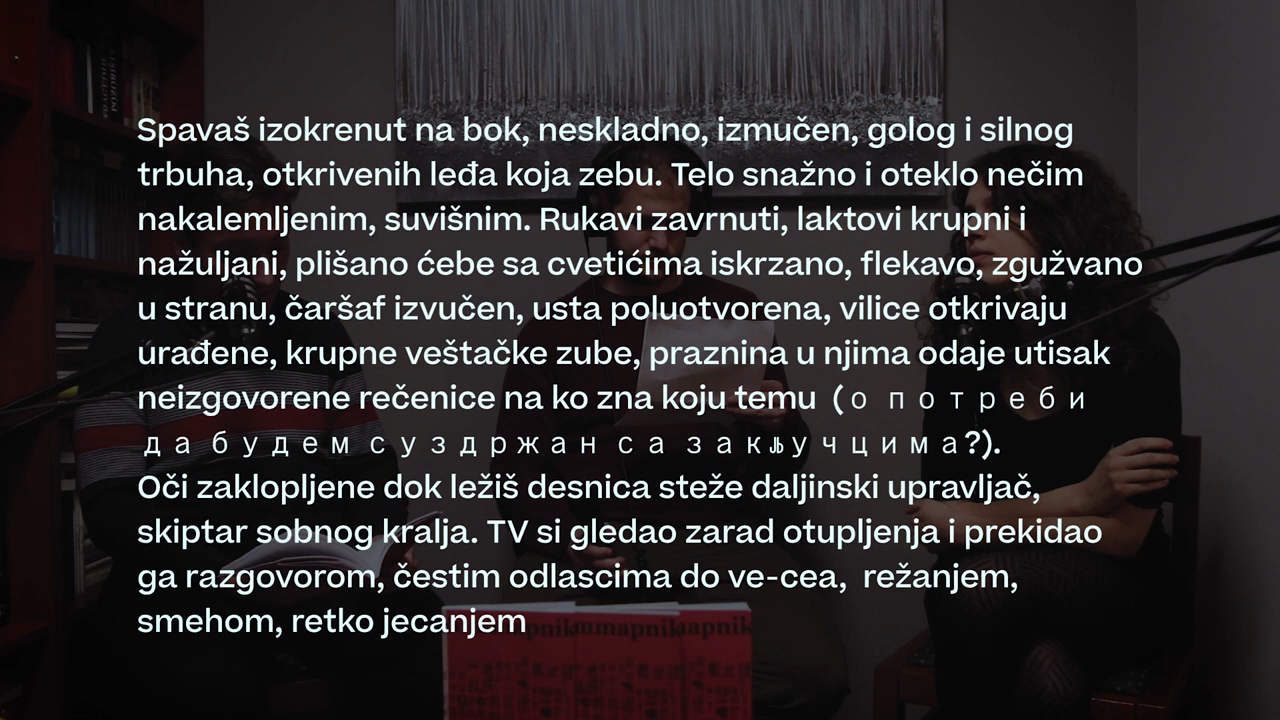 Spavaš izokrenut na bok, neskladno, izmučen, golog i silnog
trbuha, otkrivenih leđa koja zebu. Telo snažno i oteklo nečim
nakalemljenim, suvišnim. Rukavi zavrnuti, laktovi krupni i
nažuljani, plišano ćebe sa cvetićima iskrzano, flekavo, zgužvano
u stranu, čaršaf izvučen, usta poluotvorena, vilice otkrivaju
urađene, krupne veštačke zube, praznina u njima odaje utisak
neizgovorene rečenice na ko zna koju temu (о потреби
да будем суздржан са закључцима?).
Oči zaklopljene dok ležiš desnica steže daljinski upravljač,
skiptar sobnog kralja. TV si gledao zarad otupljenja i prekidao
ga razgovorom, čestim odlascima do ve-cea, režanjem,
smehom, retko jecanjem